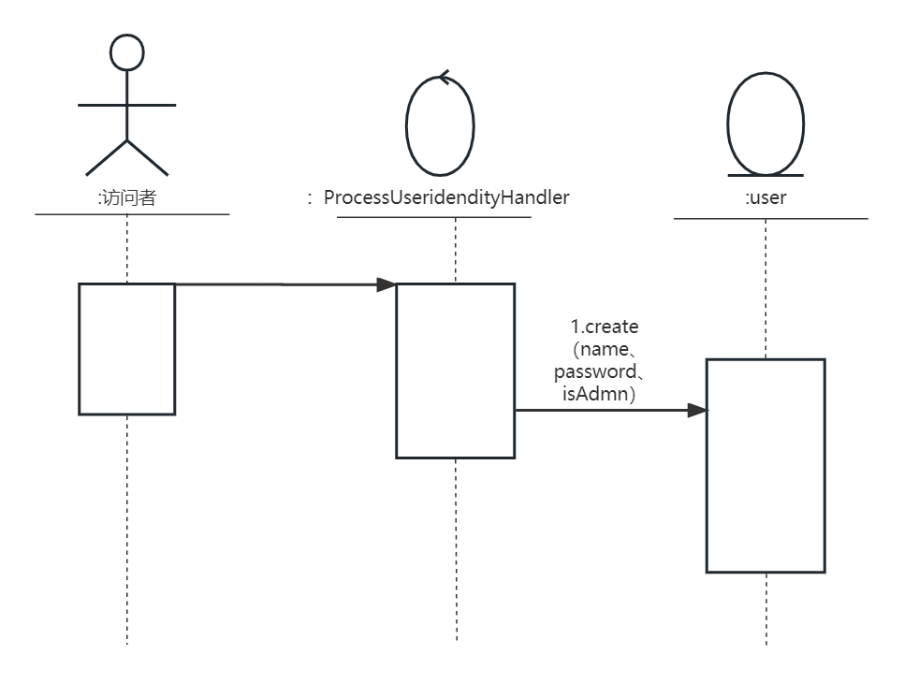 :访问者
: ProcessUseridendityHandler
:user
1.create
（name、
password、
isAdmn）